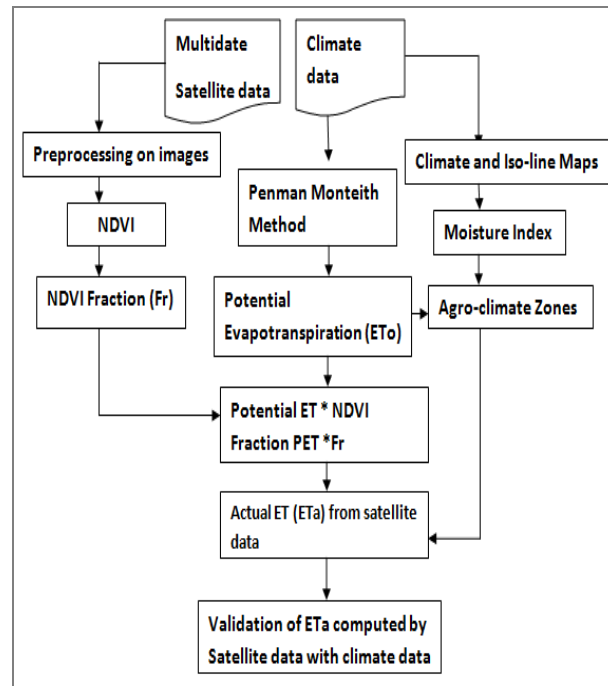 Multidate
Satellite data
Climate
data
Preprocessing on images
Climate and Iso-line Maps
Penman Monteith
Method
NDVI
Moisture Index
NDVI Fraction (Fr)
Potential
Evapotranspiration (ETo)
Agro-climate Zones
Potential ET * NDVI
Fraction PET *Fr
Actual ET (ETa) from satellite
data
Validation of ETa computed by
Satellite data with climate data